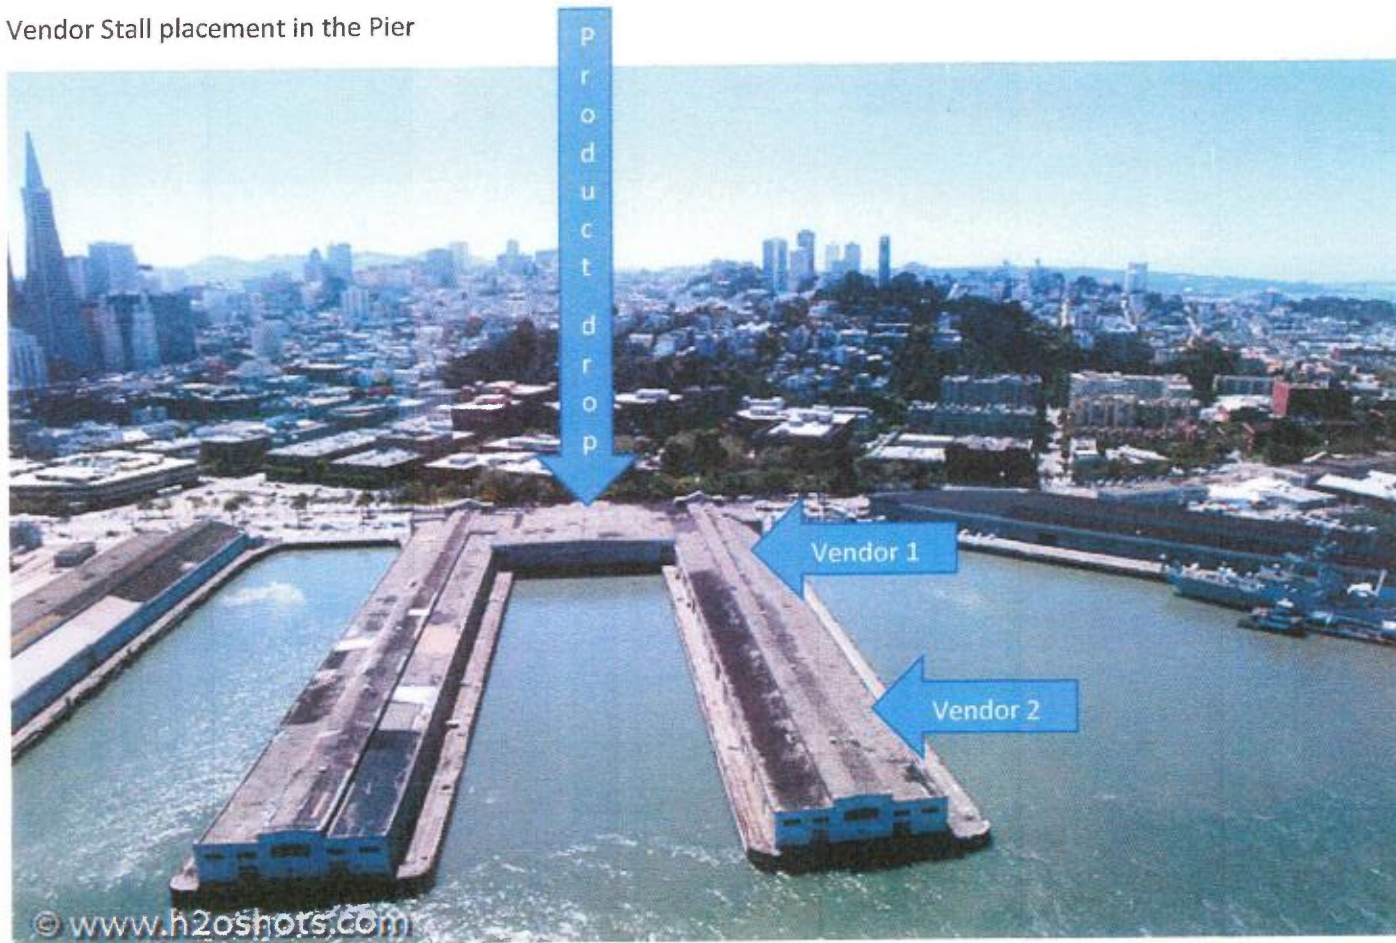 Vendor Stall placement in the Pier
Product drop
Vendor 1
Vendor 2
© www.h2oshots.com